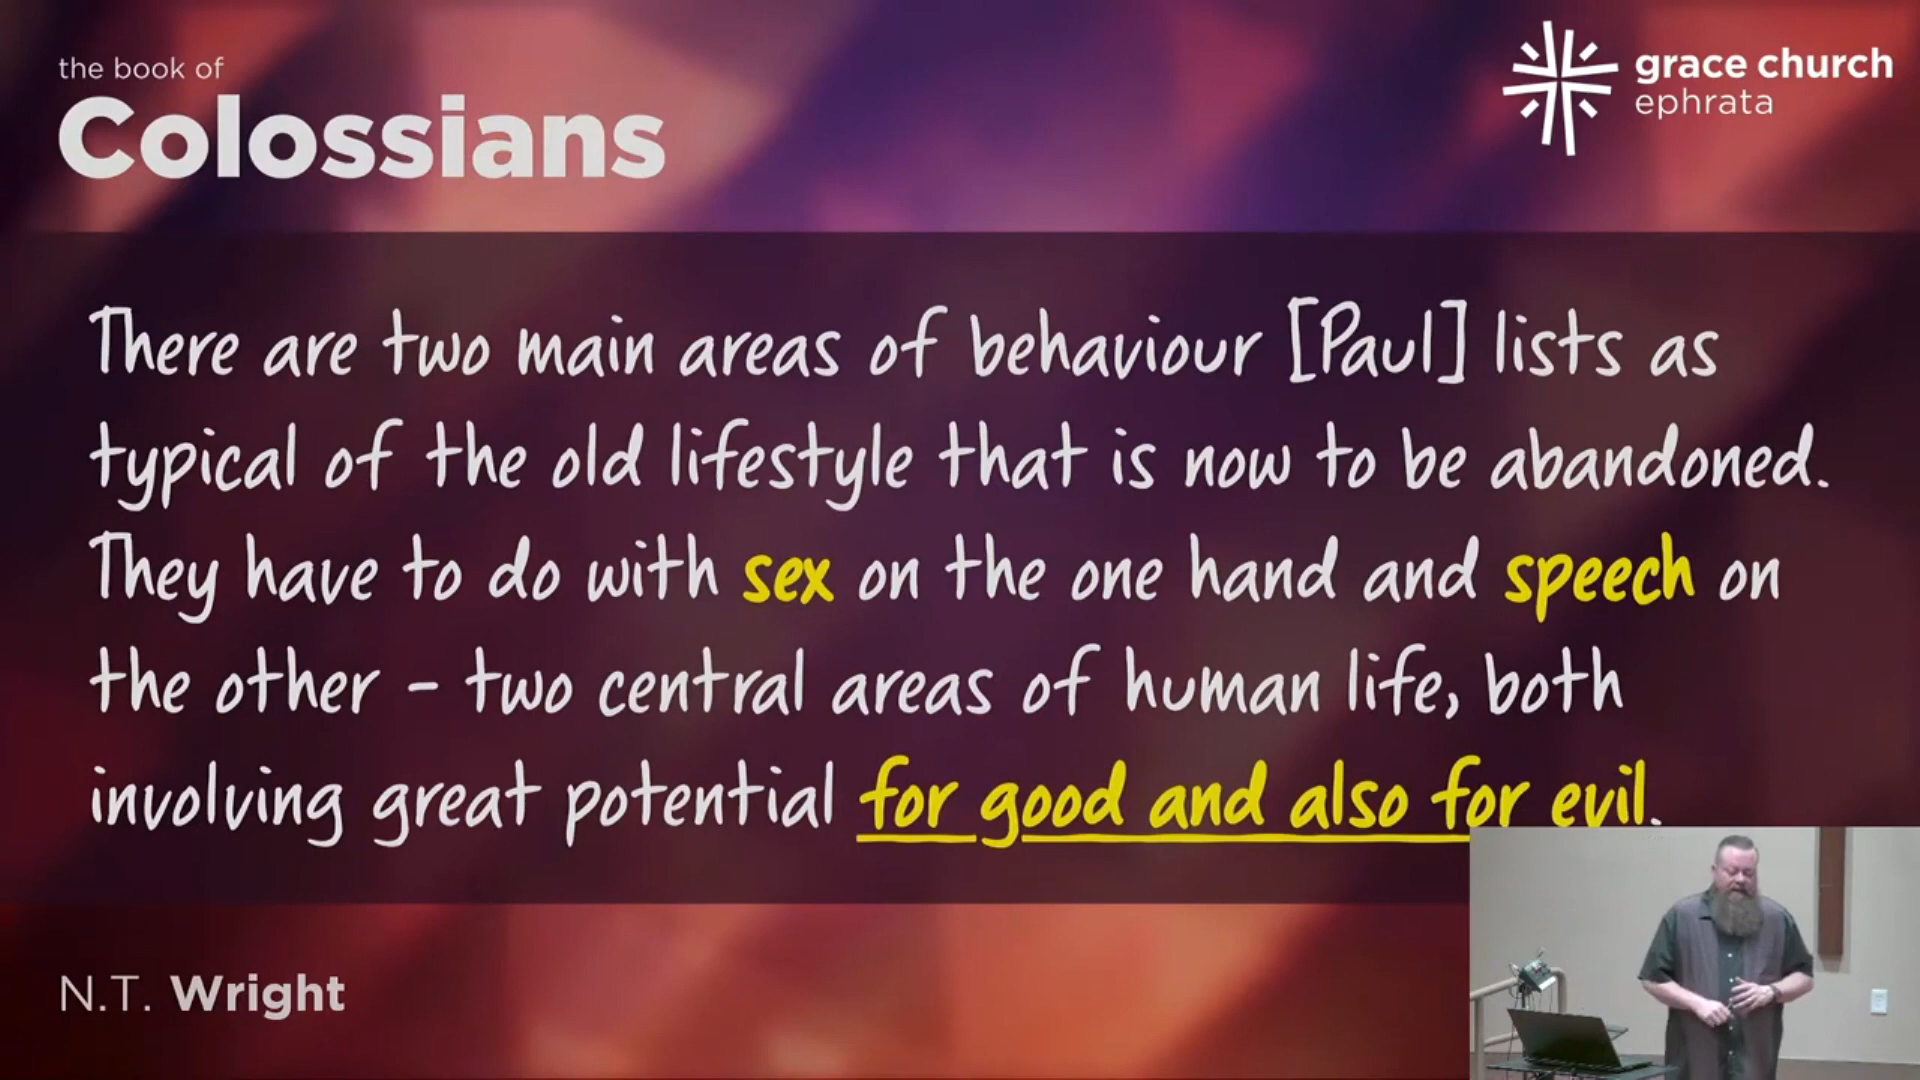 the book of
Colossians
grace church
ephrata
There are two main areas of behaviour [Paul] lists as
typical of the old lifestyle that is now to be abandoned.
They have to do with sex on the one hand and speech on
the other - two central areas of human life, both
involving great potential for good and also for evil.
N.T. Wright